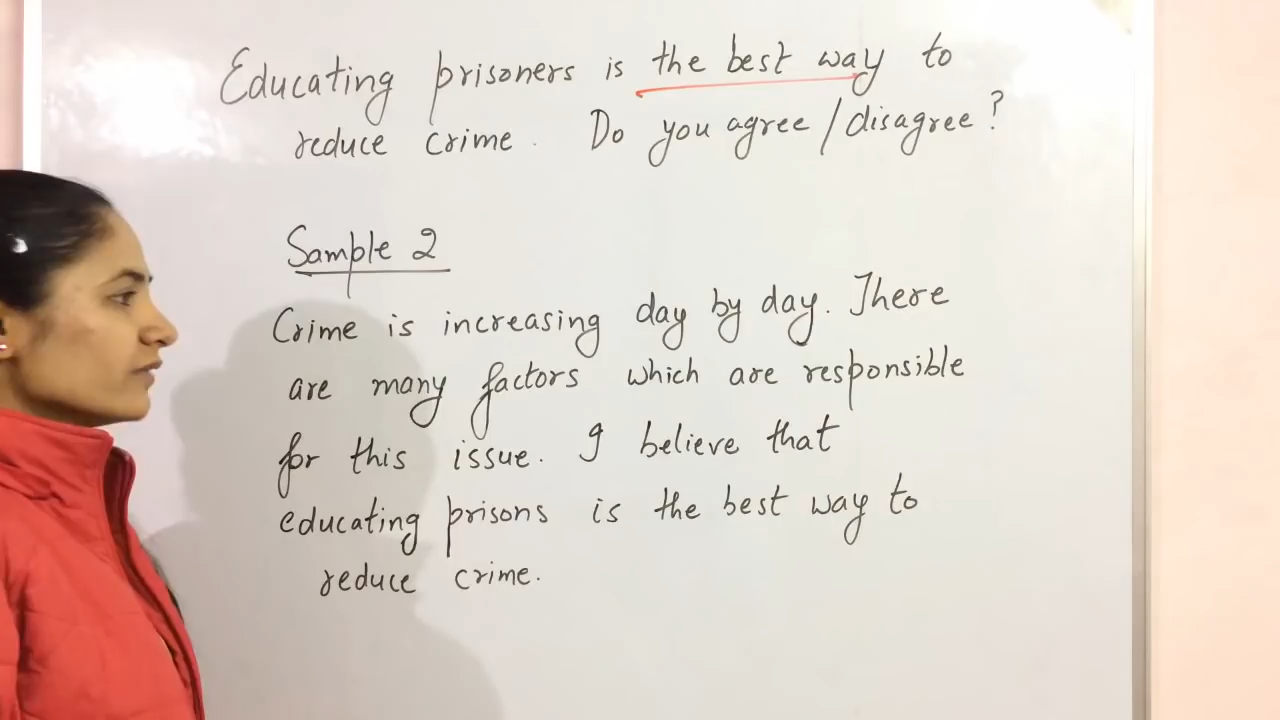 Educating prisoners is the best way to
reduce crime. Do you agree/disagree?
Sample 2
Crime is increasing day by day. There
are many factors which are responsible
for this issue. I believe that
educating prisons is the best way to
reduce crime.